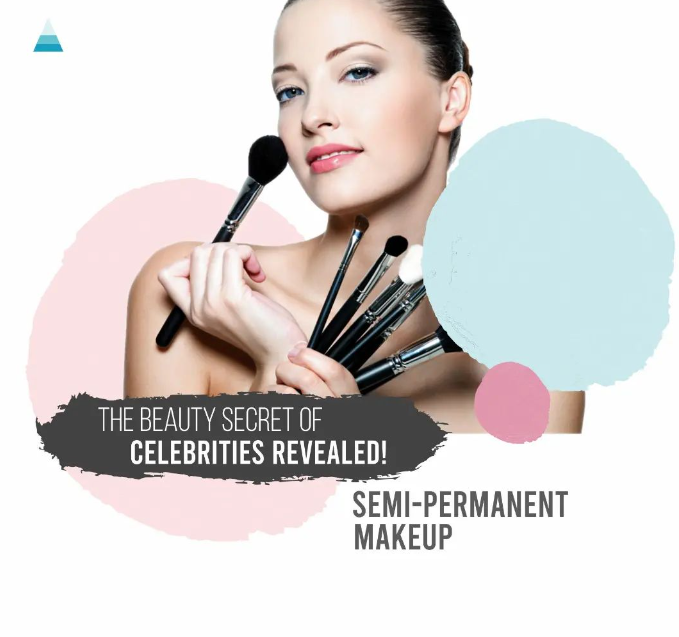 THE BEAUTY SECRET OF
CELEBRITIES REVEALED!
SEMI-PERMANENT
MAKEUP